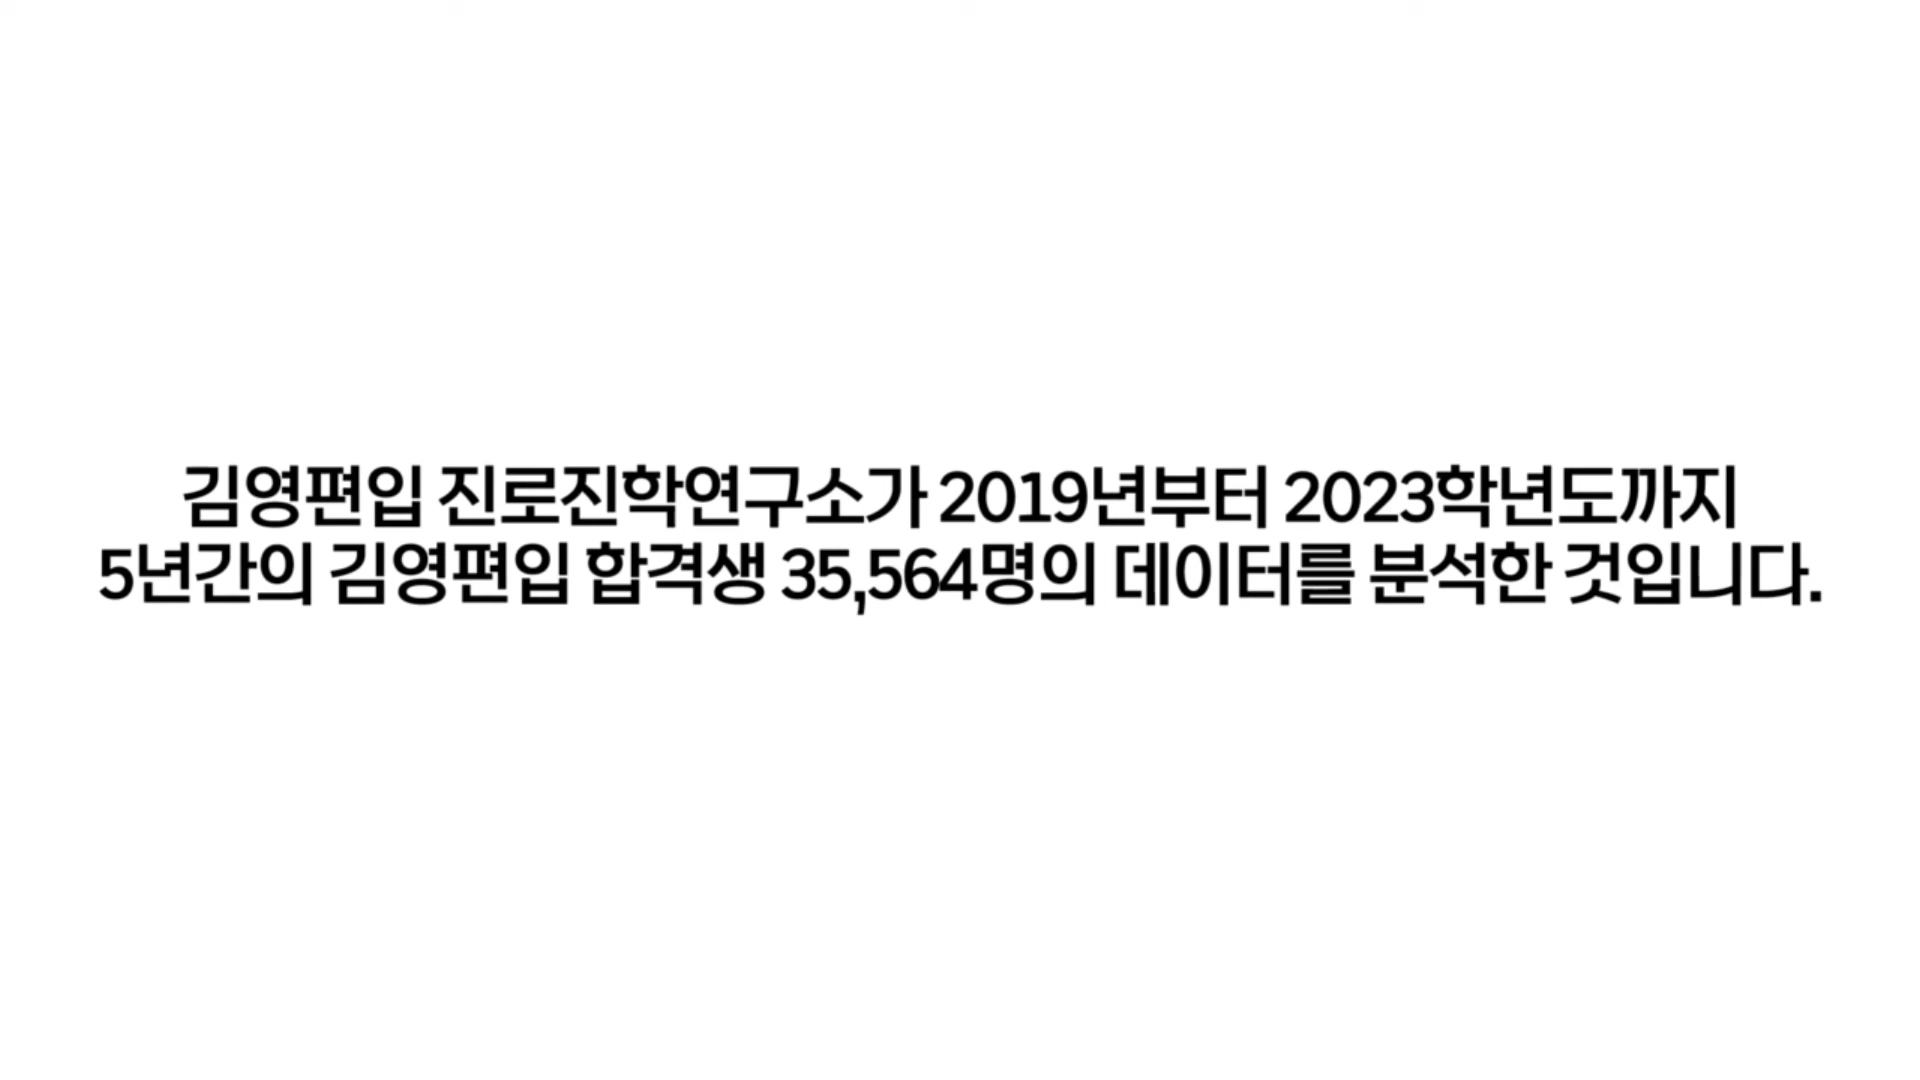 김영편입 진로진학연구소가 2019년부터 2023학년도까지
5년간의 김영편입 합격생 35,564명의 데이터를 분석한 것입니다.